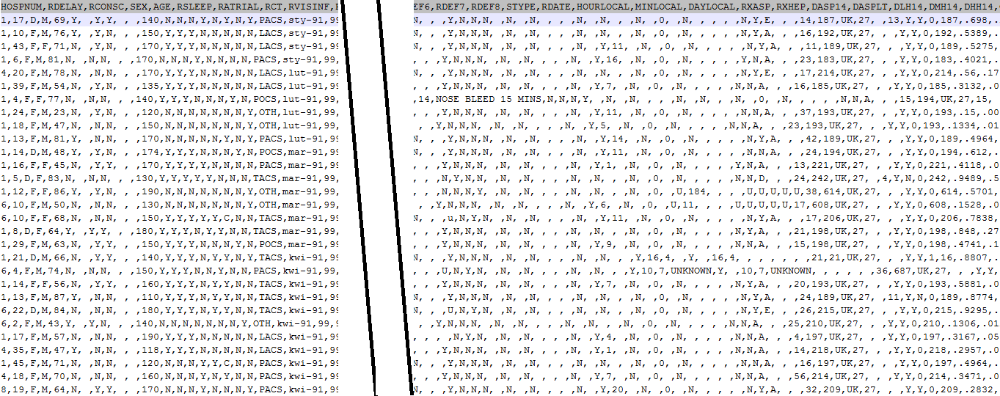 HOSPNUM,RDELAY,RCONSC,SEX,AGE,RSLEEP,RATRIAL,RCT,RVISINF, EF6,RDEF7,RDEF8,STYPE,RDATE,HOURLOCAL,MINLOCAL,DAYLOCAL,RXASP,RXHEP,DASP14,DASPLT,DLH14,DMH14,DHH14,
1,17,D,M,69,Y, ,Y,Y, , ,140,N,N,N,Y,N,Y,N,Y,PACS,sty-91,99 N, , ,Y,N,N,N, ,N, ,N, , , ,N, ,N, , , ,N, ,0, ,N, , , , ,N,Y,E, , ,14,187,UK,27, ,13,Y,Y,0,187,.698,.
1,10,F,M,76,Y, ,Y,N, , ,140,Y,Y,N,N,N,N,N,N,LACS,sty-91,99 N, , ,Y,N,N,N, ,N, ,N, , , ,N, ,N, , , ,N, ,0, ,N, , , , ,N,Y,A, , ,16,192,UK,27, , ,Y,Y,0,192,.5389,.
1,43,F,F,71,N, ,Y,N, , ,170,N,Y,N,N,N,N,N,N,LACS,sty-91,99 N, , ,Y,N,N,N, ,N, ,N, , , ,N, ,Y,11, , ,N, ,0, ,N, , , , ,N,Y,A, , ,11,189,UK,27, , ,Y,Y,0,189,.5275,
1,6,F,M,81,N, ,N,N, , ,170,N,N,Y,N,N,N,N,N,PACS,sty-91,99 N, , ,Y,N,N,N, ,N, ,N, , , ,N, ,Y,16, , ,N, ,0, ,N, , , , ,Y,N,A, , ,23,183,UK,27, , ,Y,Y,0,183,.4021,
4,20,F,M,78,N, ,N,N, , ,170,Y,Y,Y,N,N,N,N,N,LACS,lut-91,99 N, , ,Y,N,N,N, ,N, ,N, , , ,N, ,N, , , ,N, ,0, ,N, , , , ,N,Y,E, , ,17,214,UK,27, , ,Y,Y,0,214,.56,.17
1,39,F,M,54,N, ,N,N, , ,135,Y,Y,Y,N,N,N,N,N,LACS,lut-91,99 N, , ,Y,N,N,N, ,N, ,N, , , ,N, ,Y,7, , ,N, ,0, ,N, , , , ,N,N,A, , ,16,185,UK,27, , ,Y,Y,0,185,.3132,.0
1,4,F,F,77,N, ,N,N, , ,140,Y,Y,Y,N,N,N,Y,N,POCS,lut-91,99 ,14,NOSE BLEED 15 MINS,N,N,N,Y, ,N, ,N, , , ,N, ,N, , , ,N, ,0, ,N, , , , ,N,N,A, , ,15,194,UK,27,15,
1,24,F,M,23,N, ,Y,N, , ,120,N,N,N,N,N,N,N,Y,OTH,lut-91,99 , , ,Y,N,N,N, ,N, ,N, , , ,N, ,Y,11, , ,N, ,0, ,N, , , , ,N,N,A, , ,37,193,UK,27, , ,Y,Y,0,193,.15,.00
1,18,F,M,47,N, ,N,N, , ,150,N,N,N,N,N,N,Y,OTH,lut-91,99 , ,Y,N,N,N, ,N, ,N, , , ,N, ,Y,5, , ,N, ,0, ,N, , , , ,N,N,A, , ,23,193,UK,27, , ,Y,Y,0,193,.1334,.01
1,13,F,M,81,Y, ,N,N, , ,170,N,N,N,N,Y,N,N,Y,PACS,lut-91,99 N, , ,Y,N,N,N, ,N, ,N, , , ,N, ,Y,14, , ,N, ,0, ,N, , , , ,N,Y,A, , ,42,189,UK,27, , ,Y,Y,0,189,.4964,
1,14,D,M,48,Y, ,Y,N, , ,174,Y,Y,N,N,N,Y,N,Y,POCS,mar-91,99 N, , ,Y,N,N,N, ,N, ,N, , , ,N, ,Y,11, , ,N, ,0, ,N, , , , ,N,N,A, , ,24,194,UK,27, , ,Y,Y,0,194,.612,.
1,16,F,F,45,N, ,Y,Y, , ,170,Y,Y,Y,Y,Y,N,N,N,PACS,mar-91,99 , , ,Y,N,N,N, ,N, ,N, , , ,N, ,Y,1, , ,N, ,0, ,N, , , , ,Y,N,A, , ,13,221,UK,27, , ,Y,Y,0,221,.4118,.0
1,5,D,F,83,N, ,N,N, , ,130,Y,Y,Y,Y,Y,N,N,N,TACS,mar-91,99 , , ,N,Y,N,N, ,N, ,N, , , ,N, ,N, , , ,N, ,0, ,N, , , , ,N,N,D, , ,24,242,UK,27, ,4,Y,N,0,242,.9489,.5
1,12,F,F,86,Y, ,Y,N, , ,190,N,N,N,Y,N,N,N,Y,OTH,mar-91,99 , , ,N,N,N,Y, ,N, ,N, , , ,N, ,N, , , ,N, ,0, ,U,184, , ,U,U,U,U,U,38,614,UK,27, , ,Y,Y,0,614,.5701,
6,10,F,M,50,N, ,N,N, , ,130,N,N,N,N,N,N,N,Y,OTH,mar-91,99 , ,Y,N,N,N, ,N, ,N, , , ,N, ,Y,6, , ,N, ,0, ,U,11, , ,U,U,U,U,U,17,608,UK,27, , ,Y,Y,0,608,.1528,.0
6,10,F,F,68,N, ,N,N, , ,150,Y,Y,Y,Y,Y,C,N,N,TACS,mar-91,99 N, , ,u,N,Y,N, ,N, ,N, , , ,N, ,Y,11, , ,N, ,0, ,N, , , , ,N,Y,A, , ,17,206,UK,27, , ,Y,Y,0,206,.7838,
1,8,D,F,64,Y, ,Y,Y, , ,180,Y,Y,Y,N,Y,Y,N,N,TACS,mar-91,99 , , ,Y,N,N,N, ,N, ,N, , , ,N, ,N, , , ,N, ,0, ,N, , , , ,N,Y,A, , ,21,198,UK,27, , ,Y,Y,0,198,.848,.27
1,29,F,M,63,N, ,Y,Y, , ,150,Y,Y,Y,N,N,Y,N,N,POCS,mar-91,99 , , ,Y,N,N,N, ,N, ,N, , , ,N, ,Y,9, , ,N, ,0, ,N, , , , ,N,N,A, , ,15,198,UK,27, , ,Y,Y,0,198,.4741,.1
1,21,D,M,66,N, ,Y,Y, , ,140,Y,Y,Y,N,Y,Y,N,Y,TACS,kwi-91,99 N, , ,Y,N,N,N, ,N, ,N, , , ,N, ,N, , , ,Y,16,4, ,Y, ,16,4, , , , , , ,21,21,UK,27, , ,Y,Y,1,16,.8807,.
6,4,F,M,74,N, ,N,N, , ,150,Y,Y,Y,N,N,Y,N,N,PACS,kwi-91,99 , , ,U,N,Y,N, ,N, ,N, , , ,N, ,N, , , ,Y,10,7,UNKNOWN,Y, ,10,7,UNKNOWN, , , , , ,36,687,UK,27, , ,Y,Y,
1,14,F,F,56,N, ,Y,Y, , ,160,Y,Y,Y,N,Y,Y,N,N,TACS,kwi-91,99 , , ,Y,N,N,N, ,N, ,N, , , ,N, ,Y,7, , ,N, ,0, ,N, , , , ,N,Y,A, , ,20,193,UK,27, , ,Y,Y,0,193,.5881,.0
1,13,F,M,87,Y, ,N,N, , ,110,Y,Y,Y,N,Y,Y,N,N,TACS,kwi-91,99 N, , ,Y,N,N,N, ,N, ,N, , , ,N, ,N, , , ,N, ,0, ,N, , , , ,N,Y,A, , ,24,189,UK,27, ,11,Y,N,0,189,.8774,
6,22,D,M,84,N, ,N,N, , ,180,Y,Y,N,Y,Y,Y,N,N,TACS,kwi-91,99 N, , ,U,N,Y,N, ,N, ,N, , , ,N, ,N, , , ,N, ,0, ,N, , , , ,N,Y,E, , ,26,215,UK,27, , ,Y,Y,0,215,.9295,.
6,2,F,M,43,Y, ,Y,N, , ,140,N,N,N,N,N,N,N,Y,OTH,kwi-91,99,9 , ,Y,N,N,N, ,N, ,N, , , ,N, ,N, , , ,N, ,0, ,N, , , , ,N,N,A, , ,25,210,UK,27, , ,Y,Y,0,210,.1306,.01
1,17,F,M,57,N, ,N,N, , ,190,Y,Y,Y,N,N,N,N,N,LACS,kwi-91,99 , , ,N,Y,N, ,N, ,N, , , ,N, ,Y,4, , ,N, ,0, ,N, , , , ,N,N,A, , ,4,197,UK,27, , ,Y,Y,0,197,.3167,.05
4,35,F,M,47,Y, ,N,N, , ,118,Y,Y,Y,N,N,N,N,N,LACS,kwi-91,99 , , ,Y,N,N,N, ,N, ,N, , , ,N, ,Y,1, , ,N, ,0, ,N, , , , ,N,N,A, , ,14,218,UK,27, , ,Y,Y,0,218,.2957,.0
1,45,F,M,71,N, ,N,N, , ,120,N,N,N,Y,Y,C,N,N,PACS,kwi-91,99 N, , ,Y,N,N,N, ,N, ,N, , , ,N, ,N, , , ,N, ,0, ,N, , , , ,N,N,A, , ,16,197,UK,27, , ,Y,Y,0,197,.4964,
4,18,F,M,70,N, ,N,N, , ,160,N,N,Y,Y,N,Y,N,N,PACS,kwi-91,99 , , ,Y,N,N,N, ,N, ,N, , , ,N, ,Y,7, , ,N, ,0, ,N, , , , ,N,N,A, , ,56,214,UK,27, , ,Y,Y,0,214,.3471,.0
8,19,F,M,64,N, ,Y,Y, , ,170,N,Y,Y,N,N,N,N,N,LACS,kwi-91,99 N, , ,Y,N,N,N, ,N, ,N, , , ,N, ,Y,20, , ,N, ,0, ,N, , , , ,N,Y,A, , ,32,209,UK,27, , ,Y,Y,0,209,.2832,